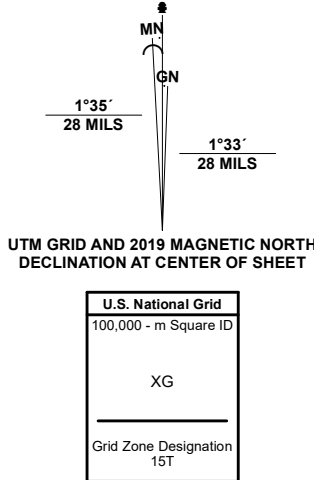 MN
GN
1°35´
28 MILS
1°33´
28 MILS
UTM GRID AND 2019 MAGNETIC NORTH
DECLINATION AT CENTER OF SHEET
U.S. National Grid
100,000 - m Square ID
XG
Grid Zone Designation
15T